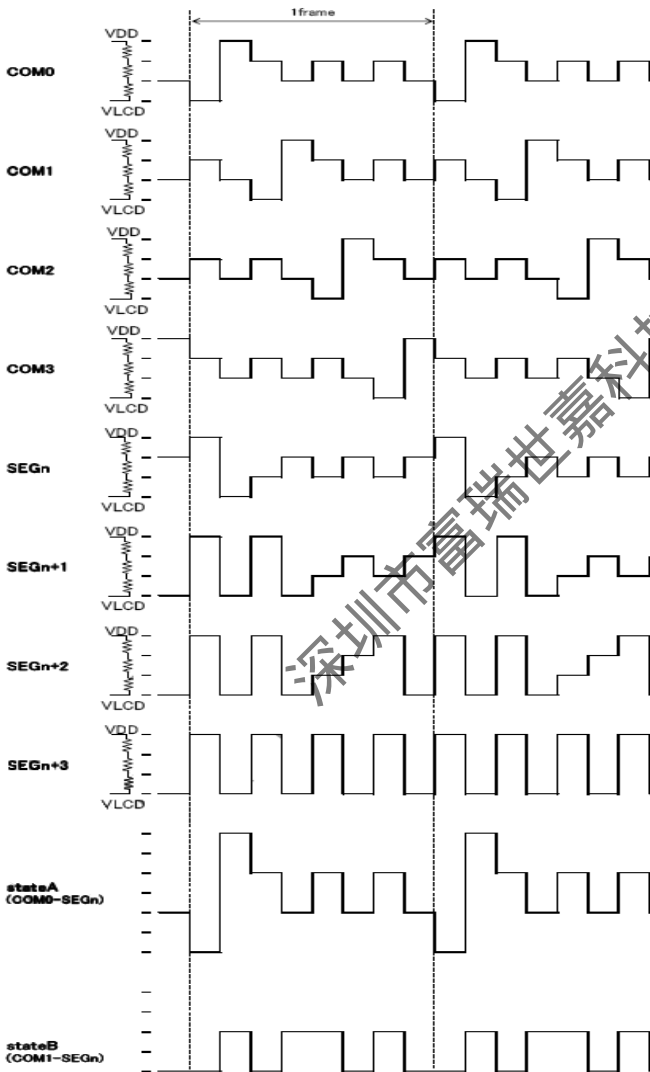 1frame
VDD
COM0
VLCD
VDD
COM1
VLCD
VDD
COM2
VLCD
VDD
COM3
VLCD
VDD
SEGn
VLCD
VDD
SEGn+1
VLCD
VDD
SEGn+2
VLCD
VDD
SEGn+3
VLCD
stateA
(COM0-SEGn)
stateB
(COM1-SEGn)
深圳市富瑞世嘉科